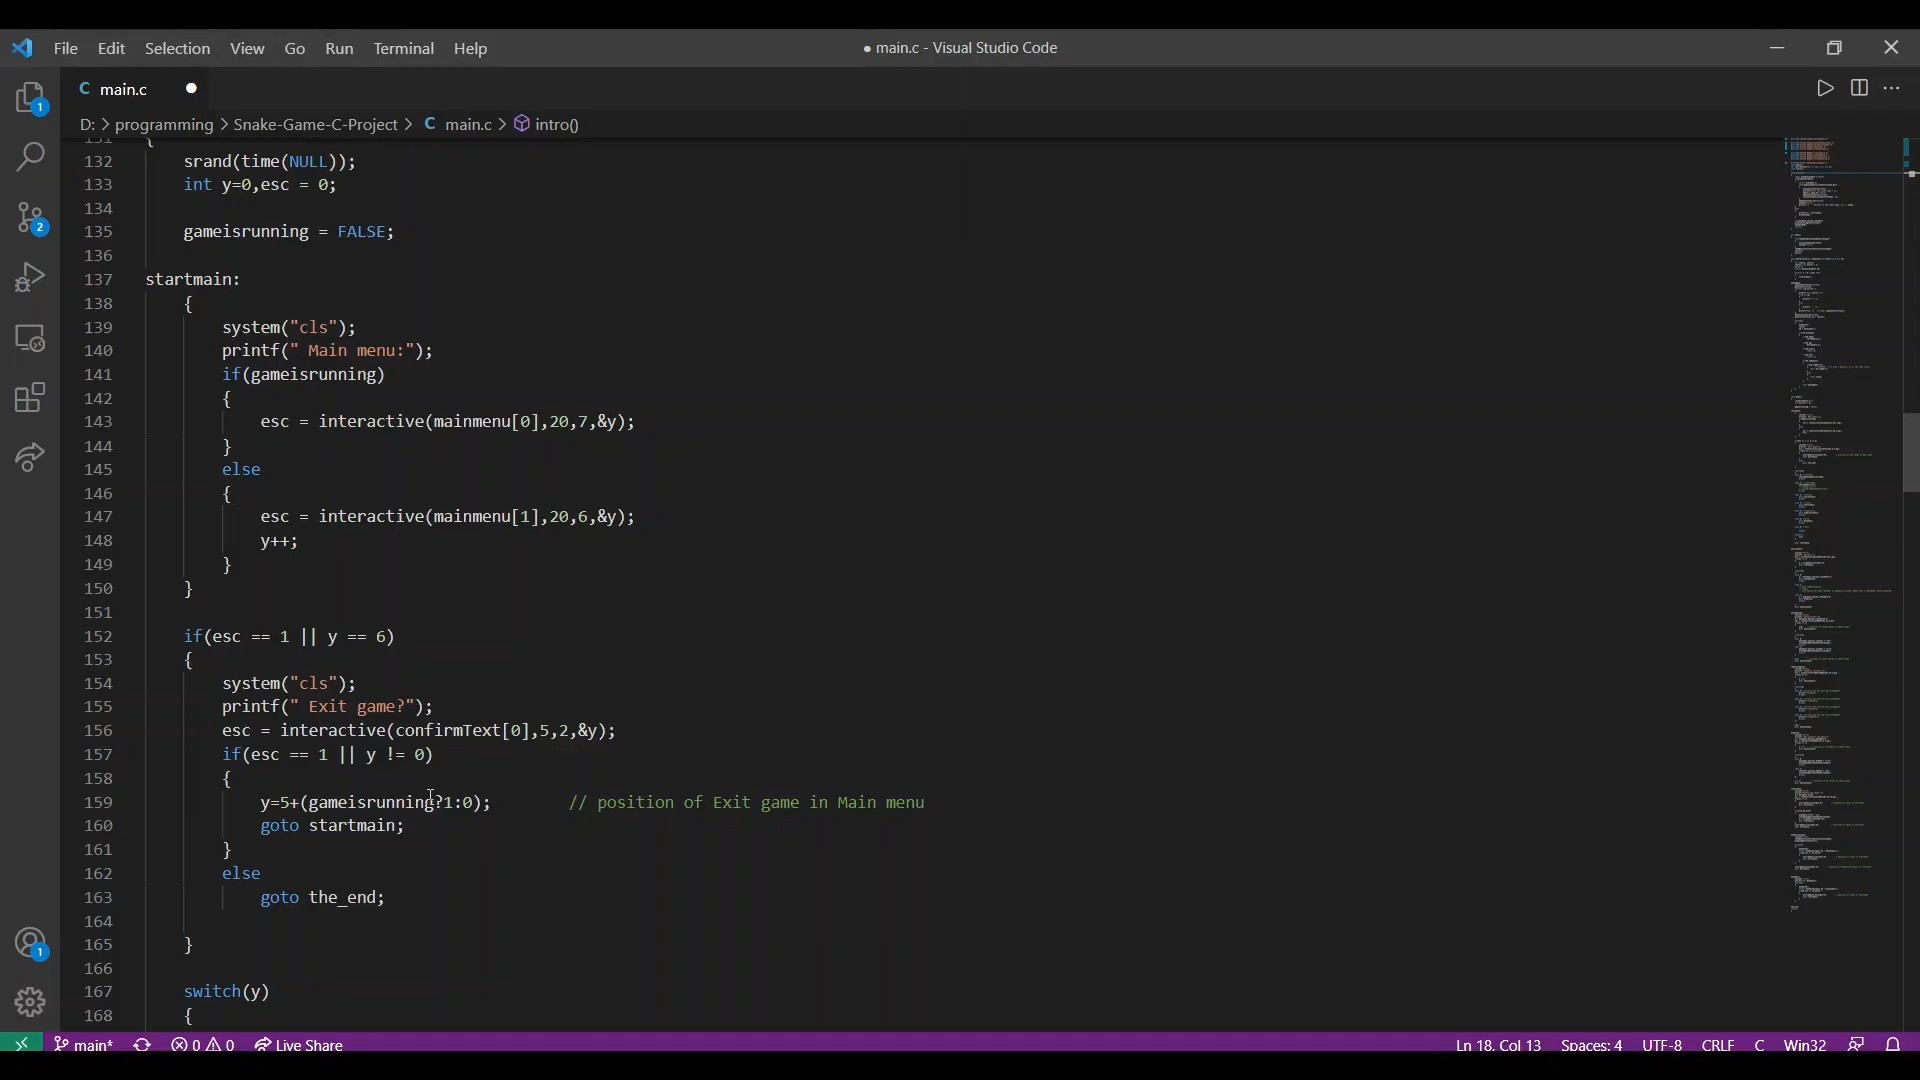 File Edit Selection View Go Run Terminal Help
● main.c - Visual Studio Code
C main.c ●
D: > programming > Snake-Game-C-Project > C main.c > intro()
131 {
132 srand(time(NULL));
133 int y=0,esc = 0;
134
135 gameisrunning = FALSE;
136
137 startmain:
138 {
139 system("cls");
140 printf(" Main menu:");
141 if(gameisrunning)
142 {
143 esc = interactive(mainmenu[0],20,7,&y);
144 }
145 else
146 {
147 esc = interactive(mainmenu[1],20,6,&y);
148 y++;
149 }
150 }
151
152 if(esc == 1 || y == 6)
153 {
154 system("cls");
155 printf(" Exit game?");
156 esc = interactive(confirmText[0],5,2,&y);
157 if(esc == 1 || y != 0)
158 {
159 y=5+(gameisrunning?1:0); // position of Exit game in Main menu
160 goto startmain;
161 }
162 else
163 goto the_end;
164
165 }
166
167 switch(y)
168 {
1
2
1
main* 0 0 Live Share
Ln 18, Col 13 Spaces: 4 UTF-8 CRLF C Win32